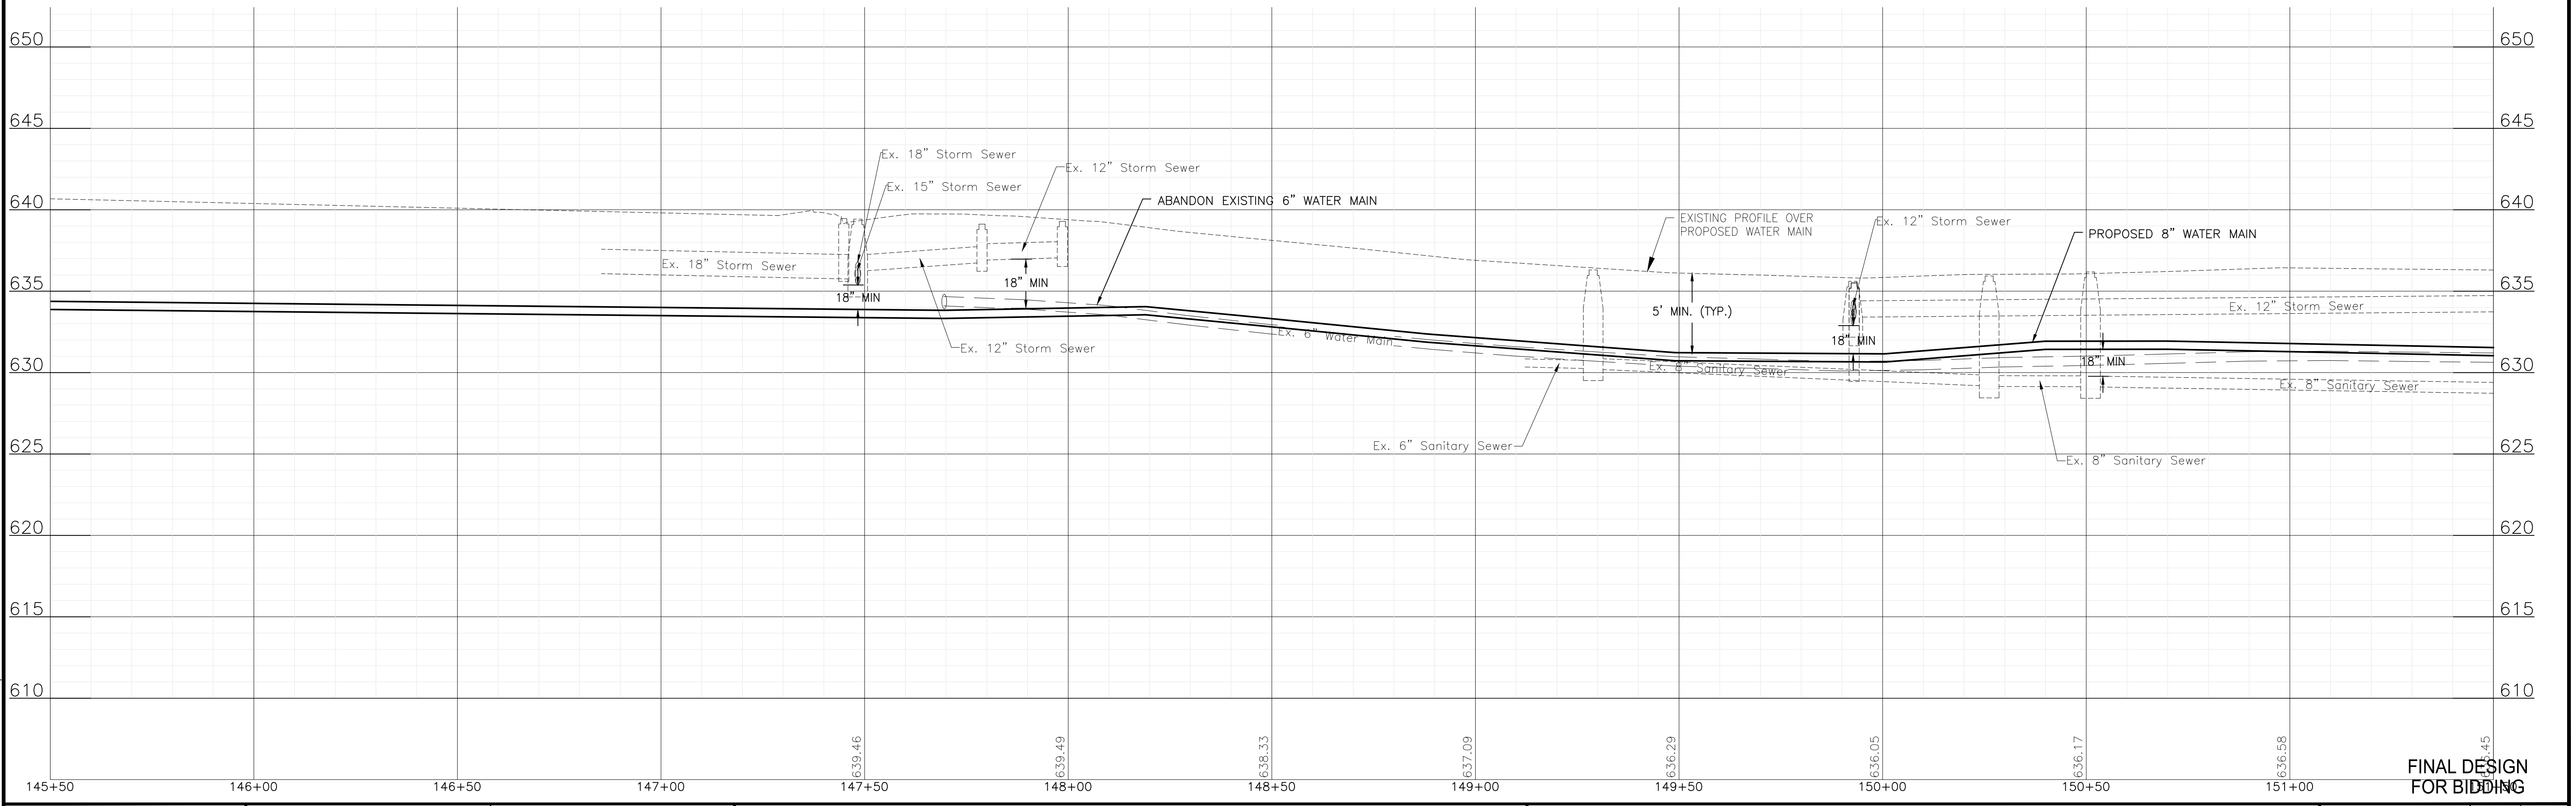 650
650
645
645
Ex. 18" Storm Sewer
Ex. 12" Storm Sewer
Ex. 15" Storm Sewer
ABANDON EXISTING 6" WATER MAIN
640
640
EXISTING PROFILE OVER
PROPOSED WATER MAIN
Ex. 12" Storm Sewer
PROPOSED 8" WATER MAIN
Ex. 18" Storm Sewer
635
635
18" MIN
18" MIN
5' MIN. (TYP.)
Ex. 12" Storm Sewer
Ex. 12" Storm Sewer
Ex. 6" Water Main
18" MIN
18" MIN
630
630
Ex. 8" Sanitary Sewer
Ex. 8" Sanitary Sewer
625
625
Ex. 6" Sanitary Sewer
Ex. 8" Sanitary Sewer
620
620
615
615
610
610
639.46
639.49
638.33
637.09
636.29
636.05
636.17
636.58
FINAL DESIGN
FOR BIDDING
145+50
146+00
146+50
147+00
147+50
148+00
148+50
149+00
149+50
150+00
150+50
151+00
151+50